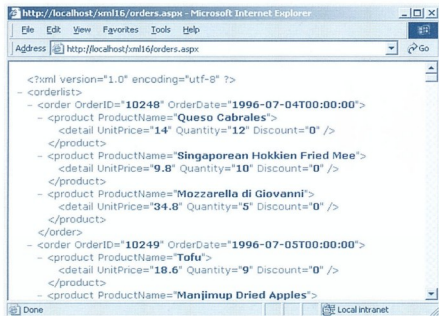 http://localhost/xml16/orders.aspx - Microsoft Internet Explorer
File Edit View Favorites Tools Help
Address http://localhost/xml16/orders.aspx Go
<?xml version="1.0" encoding="utf-8" ?>
- <orderlist>
- <order OrderID="10248" OrderDate="1996-07-04T00:00:00">
- <product ProductName="Queso Cabrales">
<detail UnitPrice="14" Quantity="12" Discount="0" />
</product>
- <product ProductName="Singaporean Hokkien Fried Mee">
<detail UnitPrice="9.8" Quantity="10" Discount="0" />
</product>
- <product ProductName="Mozzarella di Giovanni">
<detail UnitPrice="34.8" Quantity="5" Discount="0" />
</product>
</order>
- <order OrderID="10249" OrderDate="1996-07-05T00:00:00">
- <product ProductName="Tofu">
<detail UnitPrice="18.6" Quantity="9" Discount="0" />
</product>
- <product ProductName="Manjimup Dried Apples">
Done Local intranet